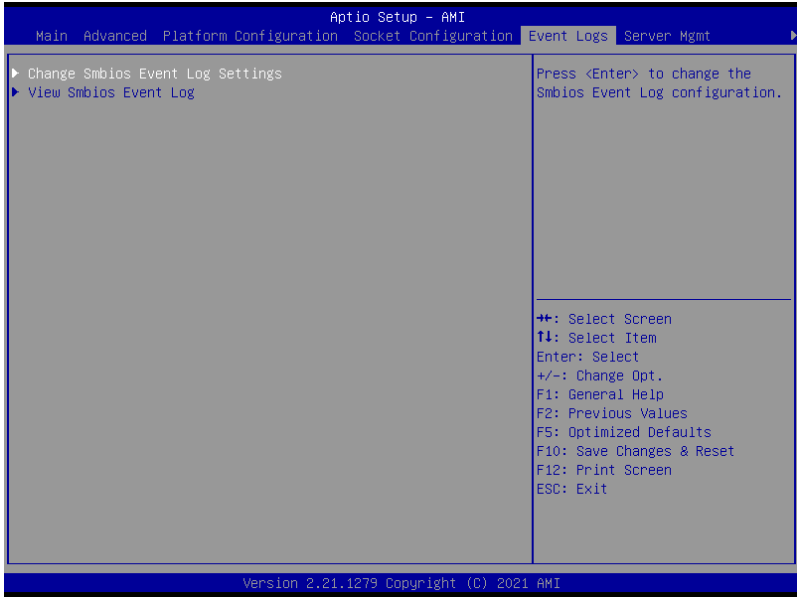 Aptio Setup – AMI
Main Advanced Platform Configuration Socket Configuration Event Logs Server Mgmt
Change Smbios Event Log Settings
View Smbios Event Log
Press <Enter> to change the
Smbios Event Log configuration.
→←: Select Screen
↑↓: Select Item
Enter: Select
+/-: Change Opt.
F1: General Help
F2: Previous Values
F5: Optimized Defaults
F10: Save Changes & Reset
F12: Print Screen
ESC: Exit
Version 2.21.1279 Copyright (C) 2021 AMI